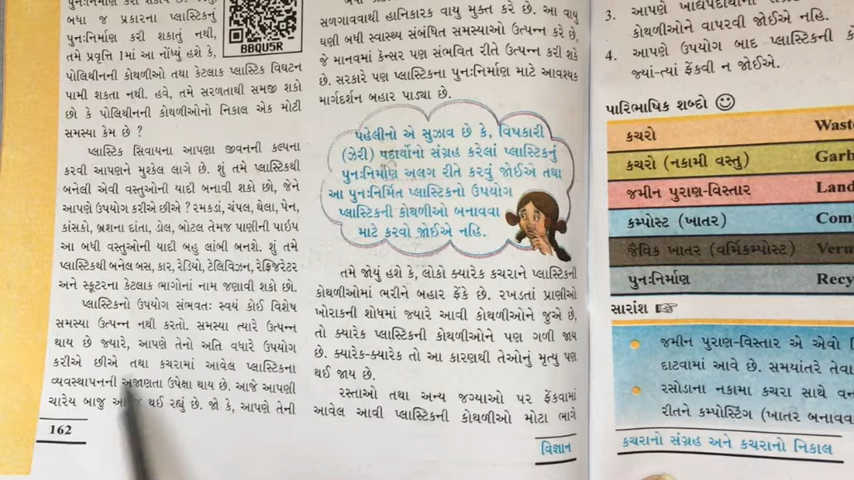 બધા જ પ્રકારના પ્લાસ્ટિકનું
પુનઃનિર્માણ કરી શકાતું નથી,
તમે પ્રવૃત્તિ 1માં આ નોંધ્યું હશે કે,
પોલિથીનની કોથળીઓ તથા કેટલાક પ્લાસ્ટિક વિઘટન
પામી શકતા નથી. હવે, તમે સરળતાથી સમજી શકો
છો કે પોલિથીનની કોથળીઓનો નિકાલ એક મોટી
સમસ્યા કેમ છે ?
પ્લાસ્ટિક સિવાયના આપણા જીવનની કલ્પના
કરવી આપણને મુશ્કેલ લાગે છે. શું તમે પ્લાસ્ટિકથી
બનેલી એવી વસ્તુઓની યાદી બનાવી શકો છો, જેને
આપણે ઉપયોગ કરીએ છીએ ? રમકડાં, ચંપલ, થેલા, પેન,
કાંસકો, બ્રશના દાંતા, ડોલ, બોટલ તેમજ પાણીની પાઇપ
આ બધી વસ્તુઓની યાદી બહુ લાંબી બનશે. શું તમે
પ્લાસ્ટિકથી બનેલ બસ, કાર, રેડિયો, ટેલિવિઝન, રેફ્રિજરેટર
અને સ્કૂટરના કેટલાક ભાગોનાં નામ જણાવી શકો છો.
પ્લાસ્ટિકનો ઉપયોગ સંભવતઃ સ્વયં કોઈ વિશેષ
સમસ્યા ઉત્પન્ન નથી કરતો. સમસ્યા ત્યારે ઉત્પન્ન
થાય છે જ્યારે, આપણે તેનો અતિ વધારે ઉપયોગ
કરીએ છીએ તથા કચરામાં આવેલ પ્લાસ્ટિકના
વ્યવસ્થાપનની અજાણતા ઉપેક્ષા થાય છે. આજે આપણી
ચારેય બાજુ થઈ રહ્યું છે. જો કે, આપણે તેની
162
BBQU5R
સળગાવવાથી હાનિકારક વાયુ મુક્ત કરે છે. આ વાયુ
ઘણી બધી સ્વાસ્થ્ય સંબંધિત સમસ્યાઓ ઉત્પન્ન કરે છે,
જે માનવમાં કેન્સર પણ સંભવિત રીતે ઉત્પન્ન કરી શકે
છે. સરકારે પણ પ્લાસ્ટિકના પુનઃનિર્માણ માટે આવશ્યક
માર્ગદર્શન બહાર પાડ્યા છે.
પહેલીનો એ સુઝાવ છે કે, વિષકારી
(ઝેરી) પદાર્થોનો સંગ્રહ કરેલાં પ્લાસ્ટિકનું
પુનઃનિર્માણ અલગ રીતે કરવું જોઈએ તથા
આ પુનઃનિર્મિત પ્લાસ્ટિકનો ઉપયોગ
પ્લાસ્ટિકની કોથળીઓ બનાવવા
માટે કરવો જોઈએ નહિ.
તમે જોયું હશે કે, લોકો ક્યારેક કચરાને પ્લાસ્ટિકની
કોથળીઓમાં ભરીને બહાર ફેંકે છે. રખડતાં પ્રાણીઓ
ખોરાકની શોધમાં જ્યારે આવી કોથળીઓને જુએ છે,
તો ક્યારેક પ્લાસ્ટિકની કોથળીઓને પણ ગળી જાય
છે. ક્યારેક-ક્યારેક તો આ કારણથી તેઓનું મૃત્યુ પણ
થઈ જાય છે.
રસ્તાઓ તથા અન્ય જગ્યાઓ પર ફેંકવામાં
આવેલ આવી પ્લાસ્ટિકની કોથળીઓ મોટા ભાગે
વિજ્ઞાન
3. આપણે
કોથળીઓને વાપરવી જોઈએ નહિ.
4. આપણે ઉપયોગ બાદ પ્લાસ્ટિકની
જ્યાં-ત્યાં ફેંકવી ન જોઈએ.
પારિભાષિક શબ્દો
કચરો Waste
કચરો (નકામી વસ્તુ) Garb
જમીન પુરાણ-વિસ્તાર Land
કમ્પોસ્ટ (ખાતર) Com
જૈવિક ખાતર (વર્મિકમ્પોસ્ટ) Verm
પુનઃનિર્માણ Recy
સારાંશ
જમીન પુરાણ-વિસ્તાર એ એવો
દાટવામાં આવે છે. સમયાંતરે તેવા
રસોડાના નકામા કચરા સાથે
રીતને કમ્પોસ્ટિંગ (ખાતર બનાવવ
કચરાનો સંગ્રહ અને કચરાનો નિકાલ